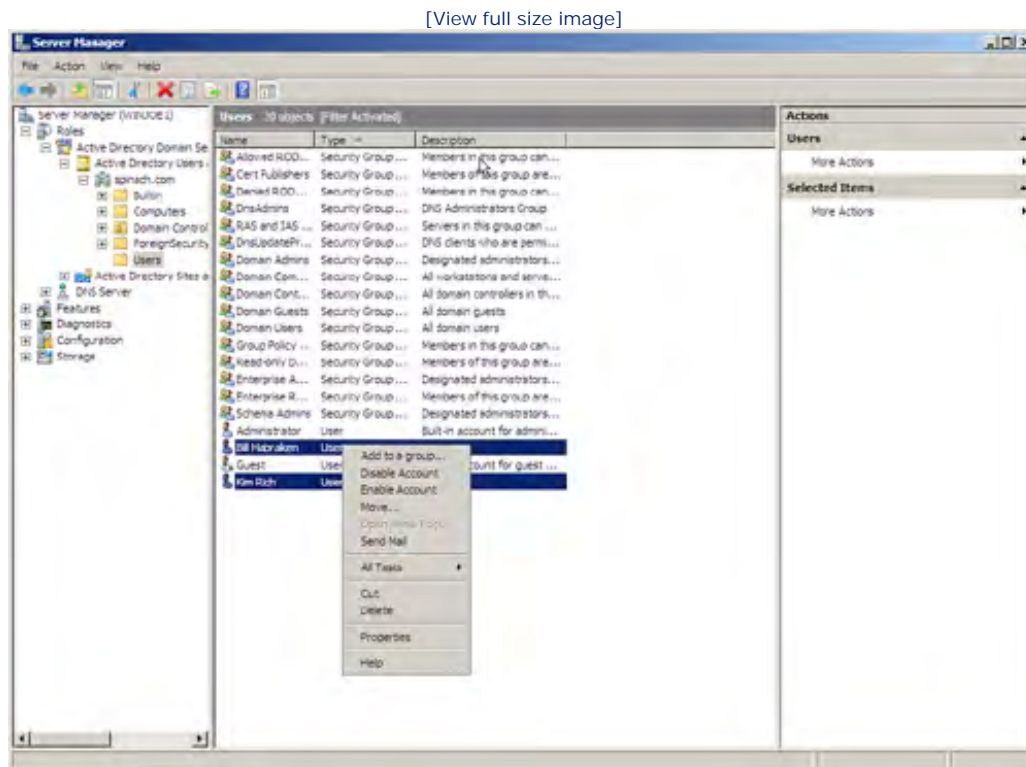 [View full size image]
Server Manager
File Action View Help
Server Manager
Roles
Active Directory Domain Se
Active Directory Users
spinach.com
Builtin
Computers
Domain Control
ForeignSecurity
Users
Active Directory Sites a
DNS Server
Features
Diagnostics
Configuration
Storage
Users 20 objects [Filter Activated]
Name Type Description
Allowed ROD... Security Group ... Members in this group can...
Cert Publishers Security Group ... Members of this group are...
Denied ROD... Security Group ... Members in this group can...
DnsAdmins Security Group ... DNS Administrators Group
RAS and IAS ... Security Group ... Servers in this group can ...
DnsUpdatePr... Security Group ... DNS clients who are permi...
Domain Admins Security Group ... Designated administrators...
Domain Com... Security Group ... All workstations and serve...
Domain Cont... Security Group ... All domain controllers in th...
Domain Guests Security Group ... All domain guests
Domain Users Security Group ... All domain users
Group Policy ... Security Group ... Members in this group can...
Read-only D... Security Group ... Members of this group are...
Enterprise A... Security Group ... Designated administrators...
Enterprise R... Security Group ... Members of this group are...
Schema Admins Security Group ... Designated administrators...
Administrator User Built-in account for admini...
Bill Habraken User
Guest User count for guest ...
Kim Rich User
Add to a group...
Disable Account
Enable Account
Move...
Send Mail
All Tasks
Cut
Delete
Properties
Help
Actions
Users
More Actions
Selected Items
More Actions